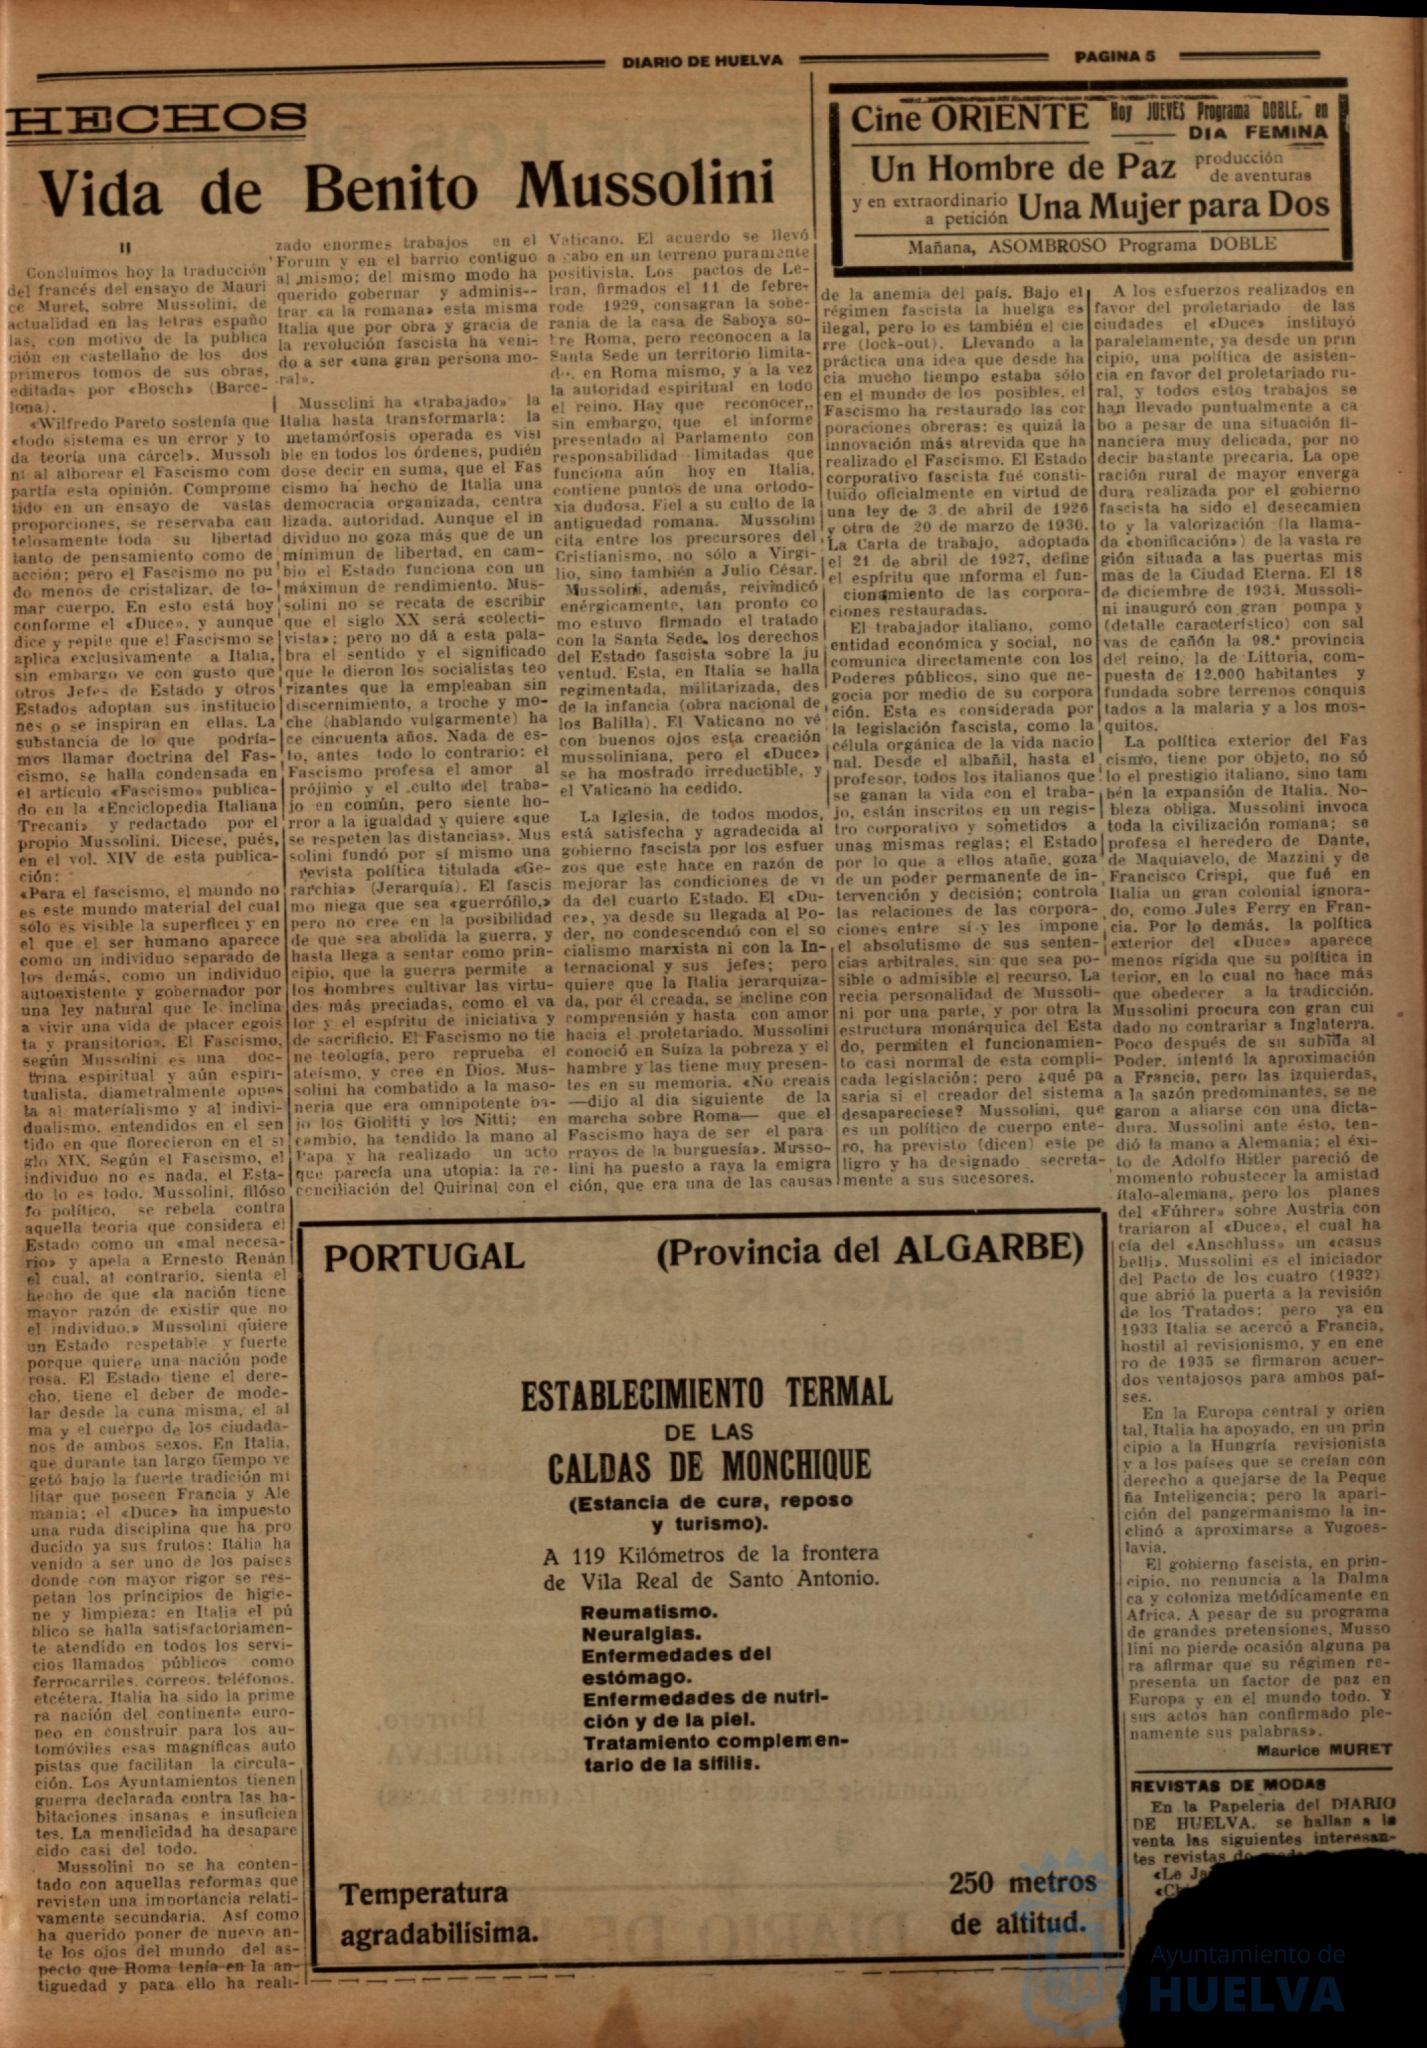 DIARIO DE HUELVA
PAGINA 5
HECHOS
Vida de Benito Mussolini
II
Concluímos hoy la traducción
del francés del ensayo de Mauri
ce Muret, sobre Mussolini, de
actualidad en las letras españo
las, con motivo de la publica
ción en castellano de los dos
primeros tomos de sus obras,
editadas por «Bosch» (Barce-
lona).
«Wilfredo Pareto sostenía que
«todo sistema es un error y to
da teoría una cárcel». Mussoli
ni al alborear el Fascismo com
partía esta opinión. Comprome
tido en un ensayo de vastas
proporciones, se reservaba cau
telosamente toda su libertad
tanto de pensamiento como de
acción; pero el Fascismo no pu
do menos de cristalizar, de to-
mar cuerpo. En esto está hoy
conforme el «Duce», y aunque
dice y repite que el Fascismo se
aplica exclusivamente a Italia,
sin embargo ve con gusto que
otros Jefes de Estado y otros
Estados adoptan sus institucio
nes o se inspiran en ellas. La
substancia de lo que podría-
mos llamar doctrina del Fas-
cismo, se halla condensada en
el artículo «Fascismo» publica-
do en la «Enciclopedia Italiana
Trecani» y redactado por el
propio Mussolini. Dicese, pués,
en el vol. XIV de esta publica-
ción:
«Para el fascismo, el mundo no
es este mundo material del cual
sólo es visible la superficei y en
el que el ser humano aparece
como un individuo separado de
los demás, como un individuo
autoexistente y gobernador por
una ley natural que le inclina
a vivir una vida de placer egoís
ta y pransitorio». El Fascismo,
según Mussolini es una doc-
trina espiritual y aún espiri-
tualista, diametralmente opues
ta al materialismo y al indivi-
dualismo, entendidos en el sen
tido en que florecieron en el si
glo XIX. Según el Fascismo, el
individuo no es nada, el Esta-
do lo es todo. Mussolini, filóso
fo político, se rebela contra
aquella teoría que considera el
Estado como un «mal necesa-
rio» y apela a Ernesto Renán
el cual, al contrario, sienta el
hecho de que «la nación tiene
mayor razón de existir que no
el individuo.» Mussolini quiere
un Estado respetable y fuerte
porque quiere una nación pode
rosa. El Estado tiene el dere-
cho, tiene el deber de mode-
lar desde la cuna misma, el al
ma y el cuerpo de los ciudada-
nos de ambos sexos. En Italia,
que durante tan largo tiempo ve
getó bajo la fuerte tradición mi
litar que poseen Francia y Ale
mania; el «Duce» ha impuesto
una ruda disciplina que ha pro
ducido ya sus frutos: Italia ha
venido a ser uno de los países
donde con mayor rigor se res-
petan los principios de higie-
ne y limpieza: en Italia el pú
blico se halla satisfactoriamen-
te atendido en todos los servi-
cios llamados públicos como
ferrocarriles, correos, teléfonos,
etcétera. Italia ha sido la prime
ra nación del continente euro-
peo en construir para los au-
tomóviles esas magníficas auto
pistas que facilitan la circula-
ción. Los Ayuntamientos tienen
guerra declarada contra las ha-
bitaciones insanas e insuficien
tes. La mendicidad ha desapare
cido casi del todo.
Mussolini no se ha conten-
tado con aquellas reformas que
revisten una importancia relati-
vamente secundaria. Así como
ha querido poner de nuevo an-
te los ojos del mundo del as-
pecto que Roma tenía en la an-
tiguedad y para ello ha reali-
zado enormes trabajos en el
Forum y en el barrio contiguo
al mismo; del mismo modo ha
querido gobernar y adminis--
trar «a la romana» esta misma
Italia que por obra y gracia de
la revolución fascista ha veni-
do a ser «una gran persona mo-
ral».
Mussolini ha «trabajado» la
Italia hasta transformarla: la
metamórfosis operada es visi
ble en todos los órdenes, pudién
dose decir en suma, que el Fas
cismo ha hecho de Italia una
democracia organizada, centra
lizada, autoridad. Aunque el in
dividuo no goza más que de un
mínimun de libertad, en cam-
bio el Estado funciona con un
máximun de rendimiento. Mus-
solini no se recata de escribir
que el siglo XX será «colecti-
vista»; pero no dá a esta pala-
bra el sentido y el significado
que le dieron los socialistas teo
rizantes que la empleaban sin
discernimiento, a troche y mo-
che (hablando vulgarmente) ha
ce cincuenta años. Nada de es-
to, antes todo lo contrario: el
Fascismo profesa el amor al
prójimo y el culto del traba-
jo en común, pero siente ho-
rror a la igualdad y quiere «que
se respeten las distancias». Mus
solini fundó por sí mismo una
revista política titulada «Ge-
rarchia» (Jerarquía). El fascis
mo niega que sea «guerrófilo,»
pero no cree en la posibilidad
de que sea abolida la guerra, y
hasta llega a sentar como prin-
cipio, que la guerra permite a
los hombres cultivar las virtu-
des más preciadas, como el va
lor y el espíritu de iniciativa y
de sacrificio. El Fascismo no tie
ne teología, pero reprueba el
ateísmo, y cree en Dios. Mus-
solini ha combatido a la maso-
nería que era omnipotente ba-
jo los Giolitti y los Nitti; en
cambio, ha tendido la mano al
Papa y ha realizado un acto
que parecía una utopia: la re-
conciliación del Quirinal con el
Vaticano. El acuerdo se llevó
a cabo en un terreno puramente
positivista. Los pactos de Le-
tran, firmados el 11 de febre-
rode 1929, consagran la sobe-
ranía de la casa de Saboya so-
bre Roma, pero reconocen a la
Santa Sede un territorio limita-
do, en Roma mismo, y a la vez
la autoridad espiritual en todo
el reino. Hay que reconocer,
sin embargo, que el informe
presentado al Parlamento con
responsabilidad limitadas que
funciona aún hoy en Italia,
contiene puntos de una ortodo-
xia dudosa. Fiel a su culto de la
antiguedad romana. Mussolini
cita entre los precursores del
Cristianismo, no sólo a Virgi-
lio, sino también a Julio César.
Mussolini, además, reivindicó
enérgicamente, tan pronto co
mo estuvo firmado el tratado
con la Santa Sede, los derechos
del Estado fascista sobre la ju
ventud. Esta, en Italia se halla
regimentada, militarizada, des
de la infancia (obra nacional de
los Balilla). El Vaticano no vé
con buenos ojos esta creación
mussoliniana, pero el «Duce»
se ha mostrado irreductible, y
el Vaticano ha cedido.
La Iglesia, de todos modos,
está satisfecha y agradecida al
gobierno fascista por los esfuer
zos que este hace en razón de
mejorar las condiciones de vi
da del cuarto Estado. El «Du-
ce», ya desde su llegada al Po-
der, no condescendió con el so
cialismo marxista ni con la In-
ternacional y sus jefes; pero
quiere que la Italia jerarquiza-
da, por él creada, se incline con
comprensión y hasta con amor
hacia el proletariado. Mussolini
conoció en Suíza la pobreza y el
hambre y las tiene muy presen-
tes en su memoria. «No creais
—dijo al día siguiente de la
marcha sobre Roma— que el
Fascismo haya de ser el para-
rrayos de la burguesía». Musso-
lini ha puesto a raya la emigra
ción, que era una de las causas
Cine ORIENTE
Hoy JUEVES Programa DOBLE, en
DIA FEMINA
Un Hombre de Paz
producción
de aventuras
y en extraordinario
a petición
Una Mujer para Dos
Mañana, ASOMBROSO Programa DOBLE
de la anemia del país. Bajo el
régimen fascista la huelga es
ilegal, pero lo es también el cie
rre (lock-out). Llevando a la
práctica una idea que desde ha
cia mucho tiempo estaba sólo
en el mundo de los posibles, el
Fascismo ha restaurado las cor
poraciones obreras: es quizá la
innovación más atrevida que ha
realizado el Fascismo. El Estado
corporativo fascista fué consti-
tuído oficialmente en virtud de
una ley de 3 de abril de 1926
y otra de 20 de marzo de 1930.
La Carta de trabajo, adoptada
el 21 de abril de 1927, define
el espíritu que informa el fun-
cionamiento de las corpora-
ciones restauradas.
El trabajador italiano, como
entidad económica y social, no
comunica directamente con los
Poderes públicos, sino que ne-
gocia por medio de su corpora
ción. Esta es considerada por
la legislación fascista, como la
célula orgánica de la vida nacio
nal. Desde el albañil, hasta el
profesor, todos los italianos que
se ganan la vida con el traba-
jo, están inscritos en un regis-
tro corporativo y sometidos a
unas mismas reglas; el Estado
por lo que a ellos atañe, goza
de un poder permanente de in-
tervención y decisión; controla
las relaciones de las corpora-
ciones entre sí y les impone
el absolutismo de sus senten-
cias arbitrales, sin que sea po-
sible o admisible el recurso. La
recia personalidad de Mussoli-
ni por una parte, y por otra la
estructura monárquica del Esta
do, permiten el funcionamien-
to casi normal de esta compli-
cada legislación; pero ¿qué pa
saria si el creador del sistema
desapareciese? Mussolini, que
es un político de cuerpo ente-
ro, ha previsto (dicen) este pe
ligro y ha designado secreta-
mente a sus sucesores.
A los esfuerzos realizados en
favor del proletariado de las
ciudades el «Duce» instituyó
paralelamente, ya desde un prin
cipio, una política de asisten-
cia en favor del proletariado ru-
ral, y todos estos trabajos se
han llevado puntualmente a ca
bo a pesar de una situación fi-
nanciera muy delicada, por no
decir bastante precaria. La ope
ración rural de mayor enverga
dura realizada por el gobierno
fascista ha sido el desecamien
to y la valorización (la llama-
da «bonificación») de la vasta re
gión situada a las puertas mis
mas de la Ciudad Eterna. El 18
de diciembre de 1934. Mussoli-
ni inauguró con gran pompa y
(detalle característico) con sal
vas de cañón la 98.ª provincia
del reino, la de Littoria, com-
puesta de 12.000 habitantes y
fundada sobre terrenos conquis
tados a la malaria y a los mos-
quitos.
La política exterior del Fas
cismo, tiene por objeto, no só
lo el prestigio italiano, sino tam
bén la expansión de Italia. No-
bleza obliga. Mussolini invoca
toda la civilización romana; se
profesa el heredero de Dante,
de Maquiavelo, de Mazzini y de
Francisco Crispi, que fué en
Italia un gran colonial ignora-
do, como Jules Ferry en Fran-
cia. Por lo demás, la política
exterior del «Duce» aparece
menos rígida que su política in
terior, en lo cual no hace más
que obedecer a la tradicción.
Mussolini procura con gran cui
dado no contrariar a Inglaterra.
Poco después de su subida al
Poder, intentó la aproximación
a Francia, pero las izquierdas,
a la sazón predominantes, se ne
garon a aliarse con una dicta-
dura. Mussolini ante ésto, ten-
dió la mano a Alemania; el éxi-
to de Adolfo Hitler pareció de
momento robustecer la amistad
ítalo-alemana, pero los planes
del «Fúhrer» sobre Austria con
trariaron al «Duce», el cual ha
cía del «Anschluss» un «casus
belli». Mussolini es el iniciador
del Pacto de los cuatro (1932)
que abrió la puerta a la revisión
de los Tratados; pero ya en
1933 Italia se acercó a Francia,
hostil al revisionismo, y en ene
ro de 1935 se firmaron acuer-
dos ventajosos para ambos paí-
ses.
En la Europa central y orien
tal, Italia ha apoyado, en un prin
cipio a la Hungría revisionista
y a los países que se creían con
derecho a quejarse de la Peque
ña Inteligencia; pero la apari-
ción del pangermanismo la in-
clinó a aproximarse a Yugoes-
lavia.
El gobierno fascista, en prin-
cipio, no renuncia a la Dalma
ca y coloniza metódicamente en
Africa. A pesar de su programa
de grandes pretensiones, Musso
lini no pierde ocasión alguna pa
ra afirmar que su régimen re-
presenta un factor de paz en
Europa y en el mundo todo. Y
sus actos han confirmado ple-
namente sus palabras».
Maurice MURET
REVISTAS DE MODAS
En la Papeleria del DIARIO
DE HUELVA, se hallan a la
venta las siguientes interesan-
tes revistas de
«Le
PORTUGAL (Provincia del ALGARBE)
ESTABLECIMIENTO TERMAL
DE LAS
CALDAS DE MONCHIQUE
(Estancia de cura, reposo
y turismo).
A 119 Kilómetros de la frontera
de Vila Real de Santo Antonio.
Reumatismo.
Neuralgias.
Enfermedades del
estómago.
Enfermedades de nutri-
ción y de la piel.
Tratamiento complemen-
tario de la sífilis.
Temperatura
agradabilísima.
250 metros
de altitud.
Ayuntamiento de
HUELVA